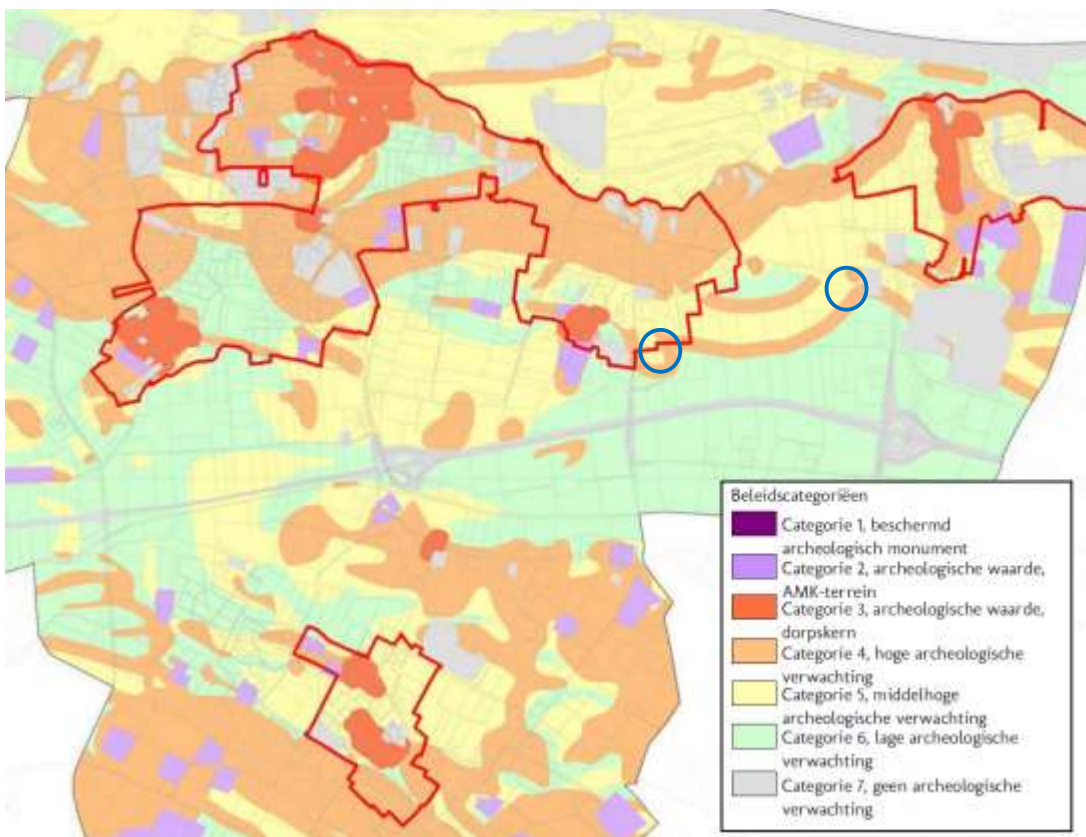 Beleidscategorieën
Categorie 1, beschermd
archeologisch monument
Categorie 2, archeologische waarde,
AMK-terrein
Categorie 3, archeologische waarde,
dorpskern
Categorie 4, hoge archeologische
verwachting
Categorie 5, middelhoge
archeologische verwachting
Categorie 6, lage archeologische
verwachting
Categorie 7, geen archeologische
verwachting